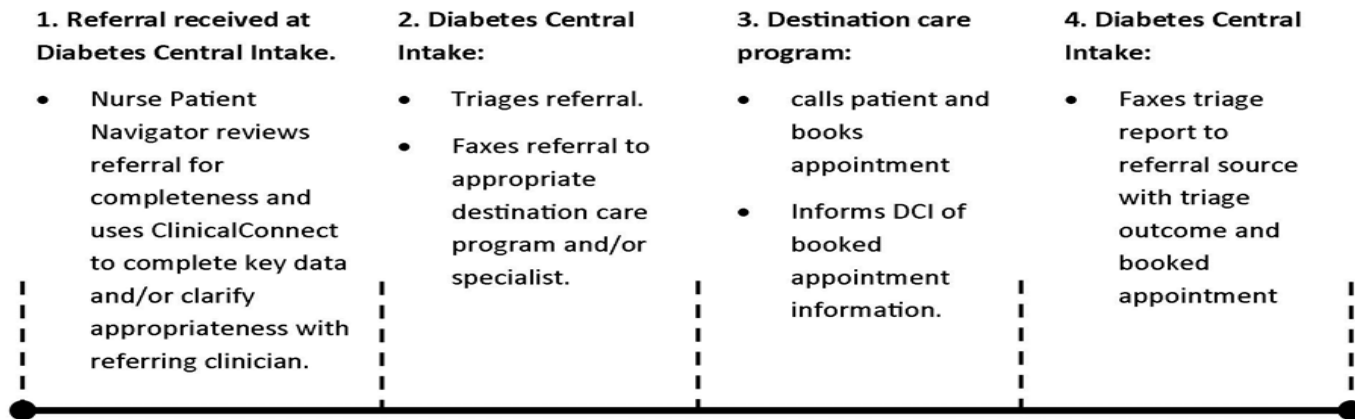 1. Referral received at
Diabetes Central Intake.
• Nurse Patient
Navigator reviews
referral for
completeness and
uses ClinicalConnect
to complete key data
and/or clarify
appropriateness with
referring clinician.
2. Diabetes Central
Intake:
• Triages referral.
• Faxes referral to
appropriate
destination care
program and/or
specialist.
3. Destination care
program:
• calls patient and
books
appointment
• Informs DCI of
booked
appointment
information.
4. Diabetes Central
Intake:
• Faxes triage
report to
referral source
with triage
outcome and
booked
appointment